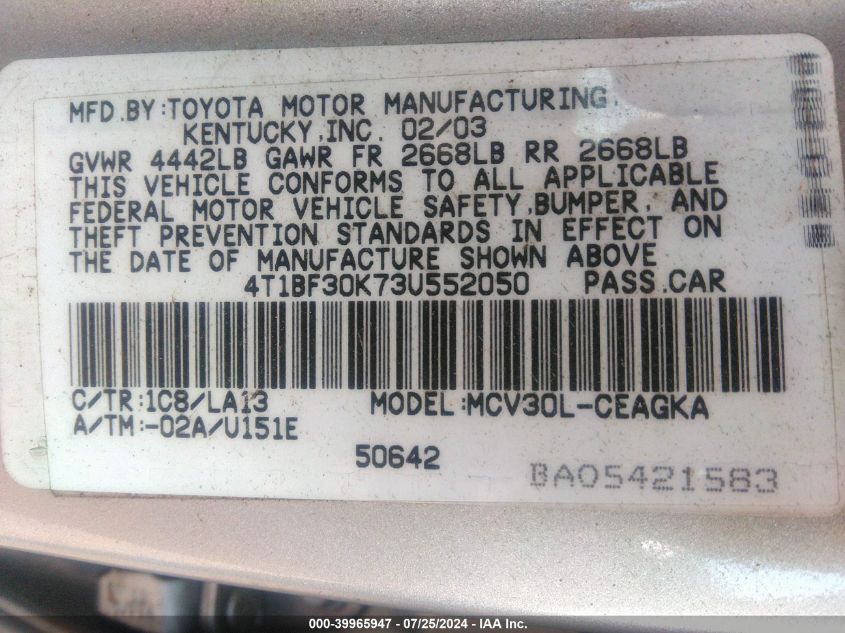 MFD.BY:TOYOTA MOTOR MANUFACTURING,
KENTUCKY,INC. 02/03
GVWR 4442LB GAWR FR 2668LB RR 2668LB
THIS VEHICLE CONFORMS TO ALL APPLICABLE
FEDERAL MOTOR VEHICLE SAFETY,BUMPER, AND
THEFT PREVENTION STANDARDS IN EFFECT ON
THE DATE OF MANUFACTURE SHOWN ABOVE
4T1BF30K73U552050 PASS.CAR
C/TR:1C8/LA13 MODEL:MCV30L-CEAGKA
A/TM:-02A/U151E
50642
BA05421583
000-39965947 / 07/25/2024 - IAA Inc.